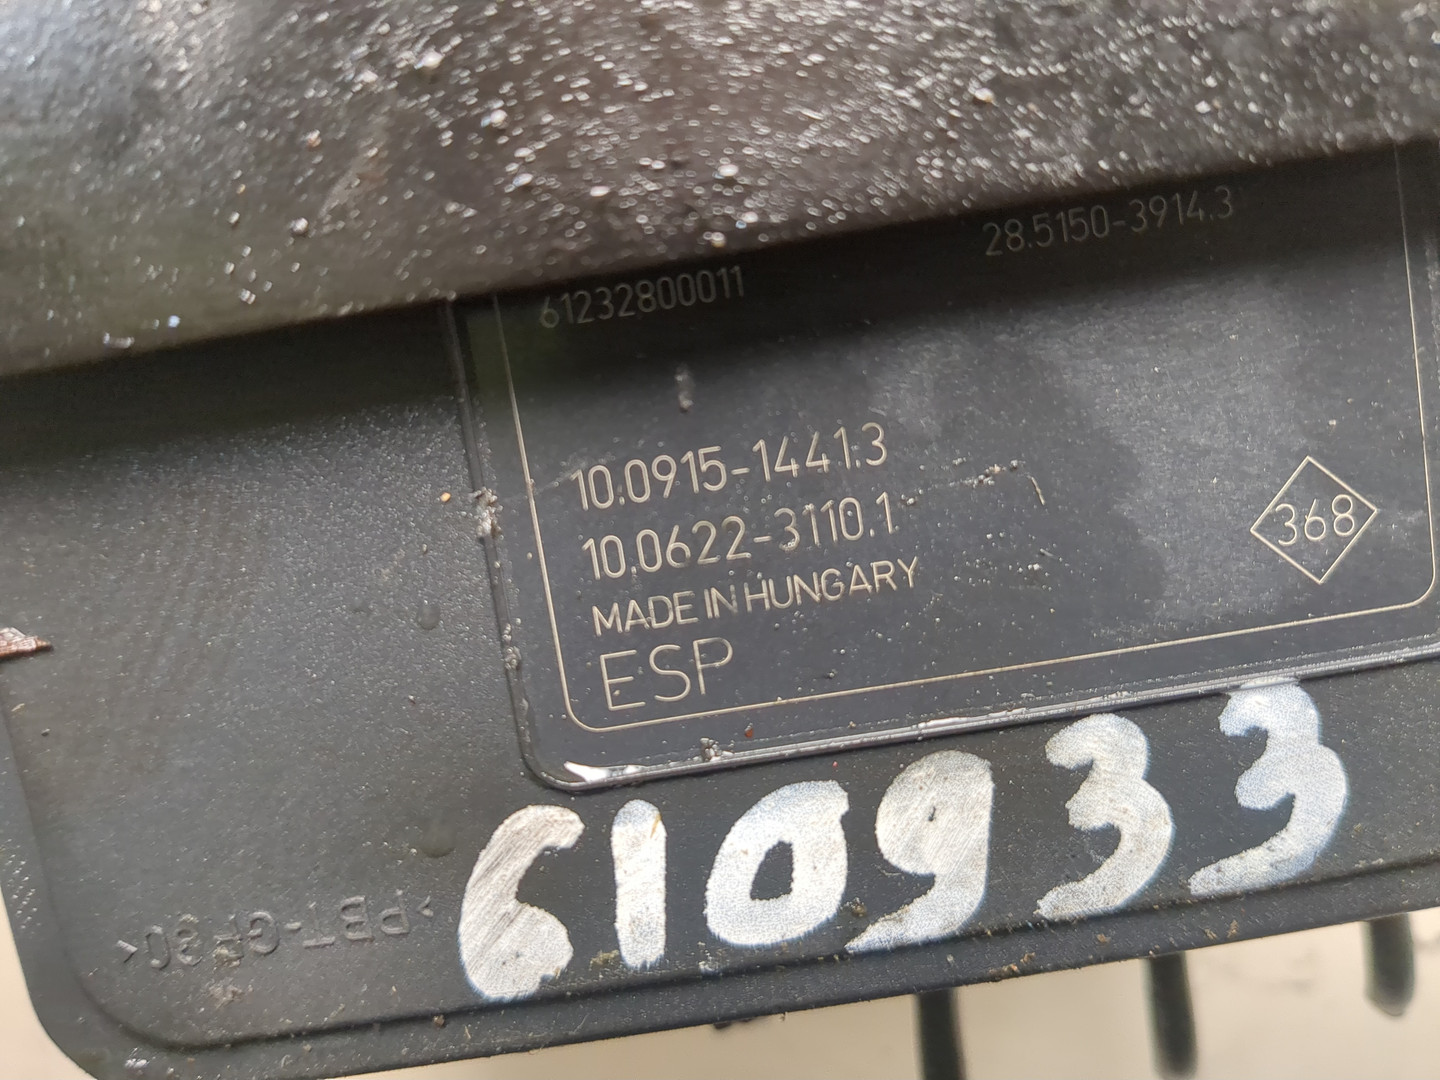 61232800011
28.5150-3914.3
10.0915-1441.3
10.0622-3110.1
MADE IN HUNGARY
ESP
368
610933
>PBT-GF30<